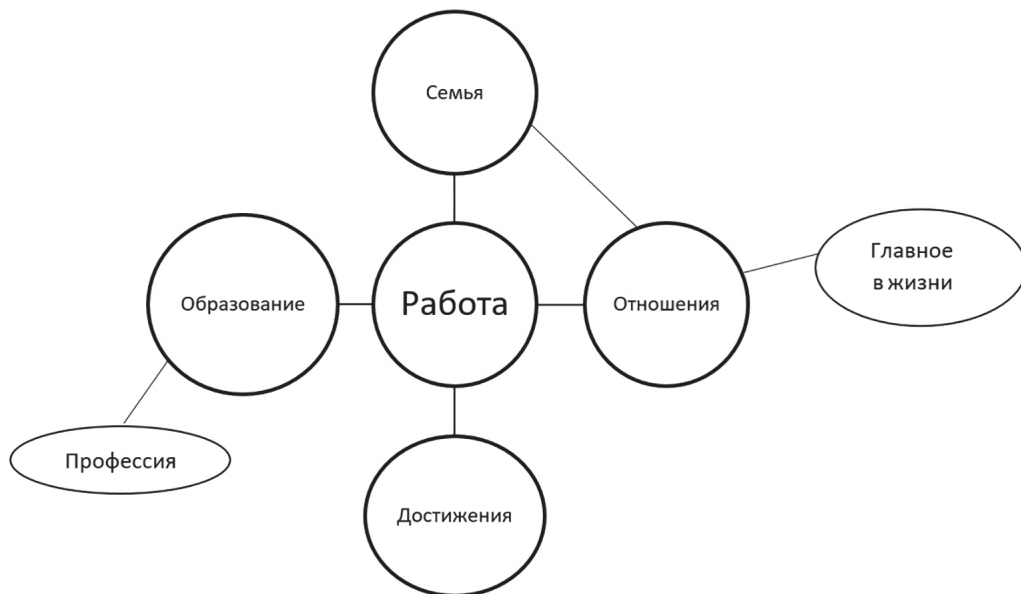 Семья
Главное
в жизни
Образование
Работа
Отношения
Профессия
Достижения